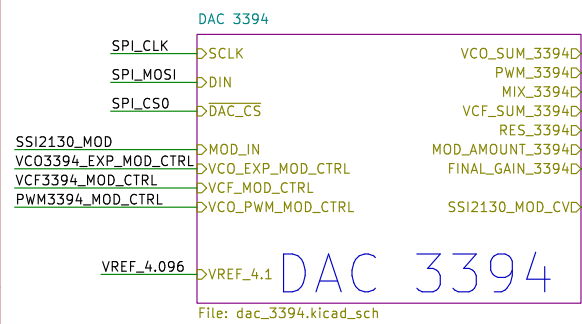 DAC 3394
SPI_CLK SCLK VCO_SUM_3394
PWM_3394
SPI_MOSI DIN MIX_3394
SPI_CS0 DAC_CS VCF_SUM_3394
RES_3394
SSI2130_MOD MOD_IN MOD_AMOUNT_3394
VCO3394_EXP_MOD_CTRL VCO_EXP_MOD_CTRL FINAL_GAIN_3394
VCF3394_MOD_CTRL VCF_MOD_CTRL
PWM3394_MOD_CTRL VCO_PWM_MOD_CTRL SSI2130_MOD_CV
VREF_4.096 VREF_4.1 DAC 3394
File: dac_3394.kicad_sch